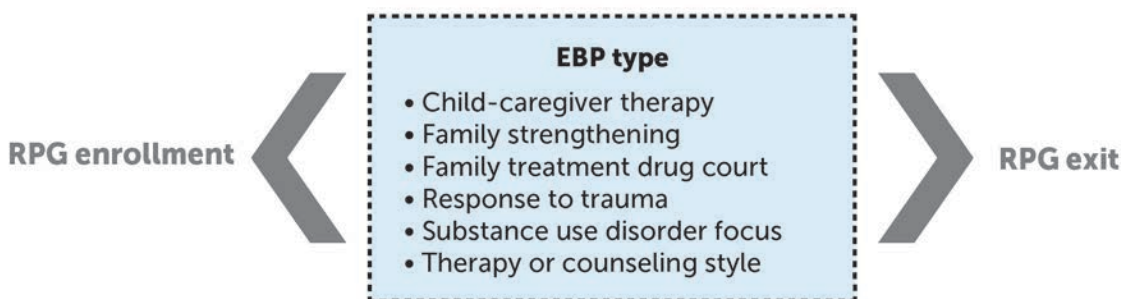 EBP type
• Child-caregiver therapy
• Family strengthening
RPG enrollment
• Family treatment drug court
RPG exit
• Response to trauma
• Substance use disorder focus
• Therapy or counseling style